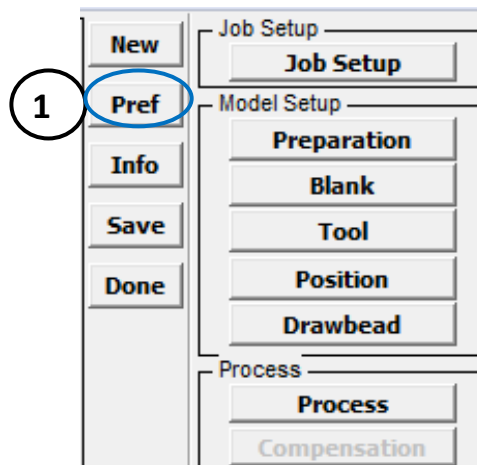 1
New
Pref
Info
Save
Done
Job Setup
Job Setup
Model Setup
Preparation
Blank
Tool
Position
Drawbead
Process
Process
Compensation